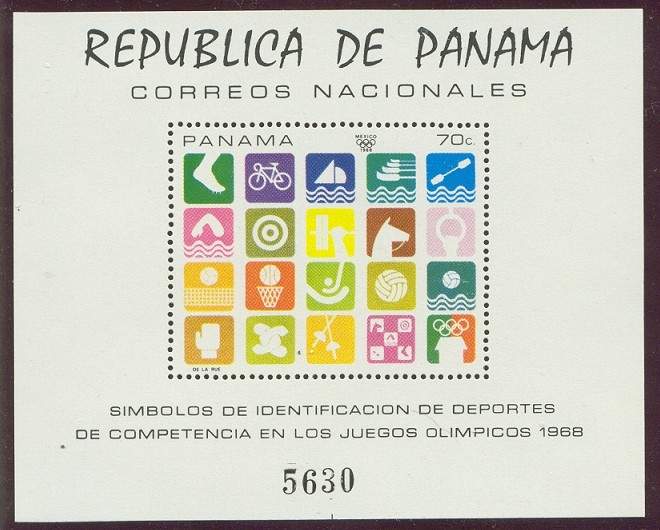 REPUBLICA DE PANAMA
CORREOS NACIONALES
PANAMA MEXICO 1968 70c.
DE LA RUE
SIMBOLOS DE IDENTIFICACION DE DEPORTES
DE COMPETENCIA EN LOS JUEGOS OLIMPICOS 1968
5630